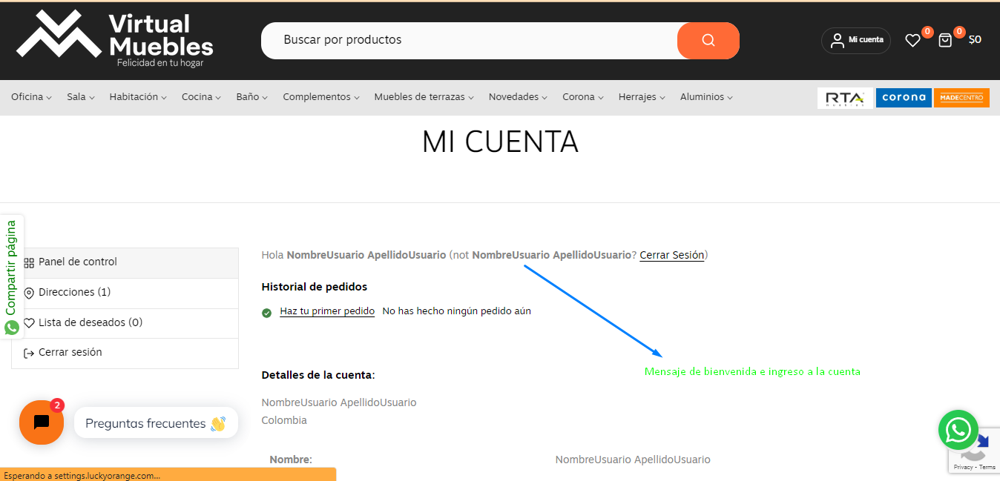 Virtual
Muebles
Felicidad en tu hogar
Buscar por productos
Mi cuenta
0
0
$0
Oficina Sala Habitación Cocina Baño Complementos Muebles de terrazas Novedades Corona Herrajes Aluminios
RTA
MUEBLES
corona
MADECENTRO
MI CUENTA
Compartir página
Panel de control
Direcciones (1)
Lista de deseados (0)
Cerrar sesión
Hola NombreUsuario ApellidoUsuario (not NombreUsuario ApellidoUsuario? Cerrar Sesión)
Historial de pedidos
Haz tu primer pedido No has hecho ningún pedido aún
Mensaje de bienvenida e ingreso a la cuenta
Detalles de la cuenta:
NombreUsuario ApellidoUsuario
Colombia
Nombre: NombreUsuario ApellidoUsuario
2
Preguntas frecuentes 👋
Privacy - Terms
Esperando a settings.luckyorange.com...